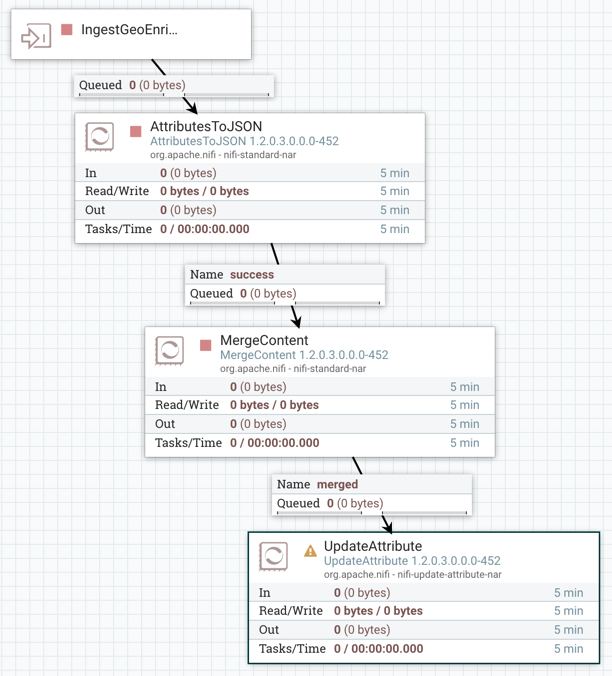 IngestGeoEnri...
Queued 0 (0 bytes)
AttributesToJSON
AttributesToJSON 1.2.0.3.0.0.0-452
org.apache.nifi - nifi-standard-nar
In 0 (0 bytes) 5 min
Read/Write 0 bytes / 0 bytes 5 min
Out 0 (0 bytes) 5 min
Tasks/Time 0 / 00:00:00.000 5 min
Name success
Queued 0 (0 bytes)
MergeContent
MergeContent 1.2.0.3.0.0.0-452
org.apache.nifi - nifi-standard-nar
In 0 (0 bytes) 5 min
Read/Write 0 bytes / 0 bytes 5 min
Out 0 (0 bytes) 5 min
Tasks/Time 0 / 00:00:00.000 5 min
Name merged
Queued 0 (0 bytes)
UpdateAttribute
UpdateAttribute 1.2.0.3.0.0.0-452
org.apache.nifi - nifi-update-attribute-nar
In 0 (0 bytes) 5 min
Read/Write 0 bytes / 0 bytes 5 min
Out 0 (0 bytes) 5 min
Tasks/Time 0 / 00:00:00.000 5 min